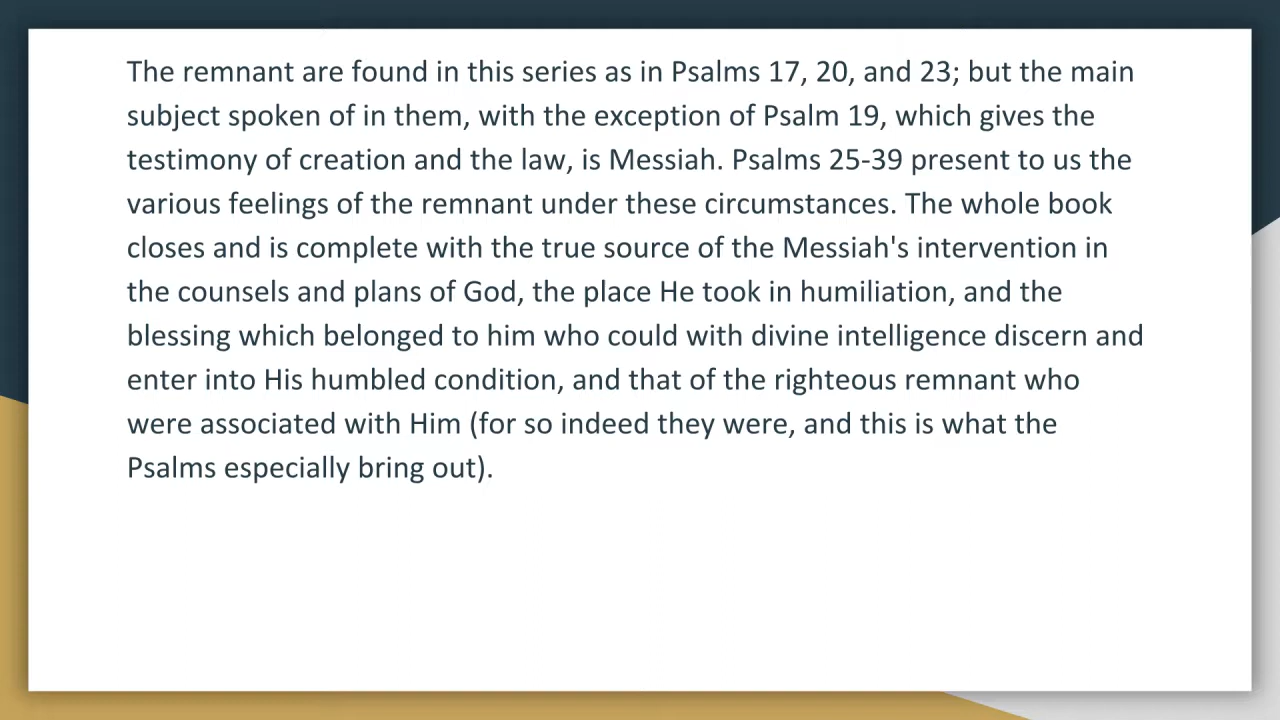 The remnant are found in this series as in Psalms 17, 20, and 23; but the main
subject spoken of in them, with the exception of Psalm 19, which gives the
testimony of creation and the law, is Messiah. Psalms 25-39 present to us the
various feelings of the remnant under these circumstances. The whole book
closes and is complete with the true source of the Messiah's intervention in
the counsels and plans of God, the place He took in humiliation, and the
blessing which belonged to him who could with divine intelligence discern and
enter into His humbled condition, and that of the righteous remnant who
were associated with Him (for so indeed they were, and this is what the
Psalms especially bring out).